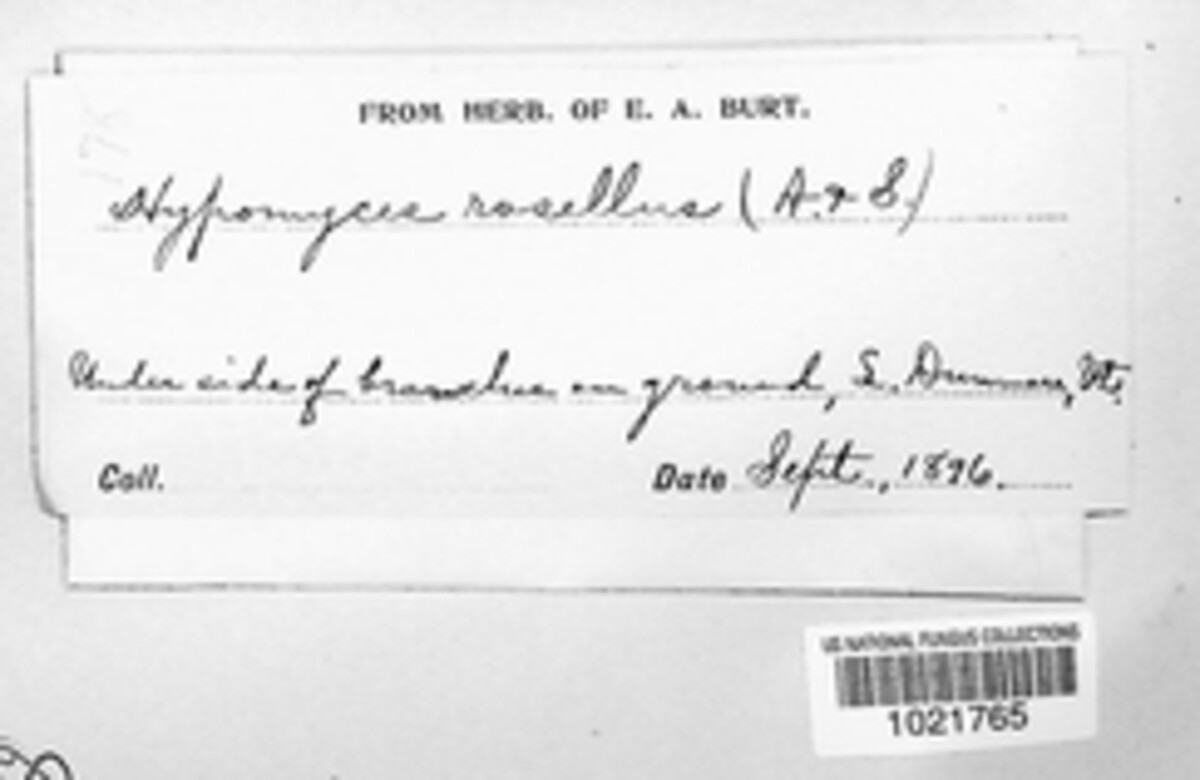 FROM HERB. OF E. A. BURT.
Hypomyces rosellus (A. & S.)
Under side of branches on ground, L. Dunmore, Vt.
Coll. Date Sept., 1896.
US NATIONAL FUNGUS COLLECTIONS
1021765